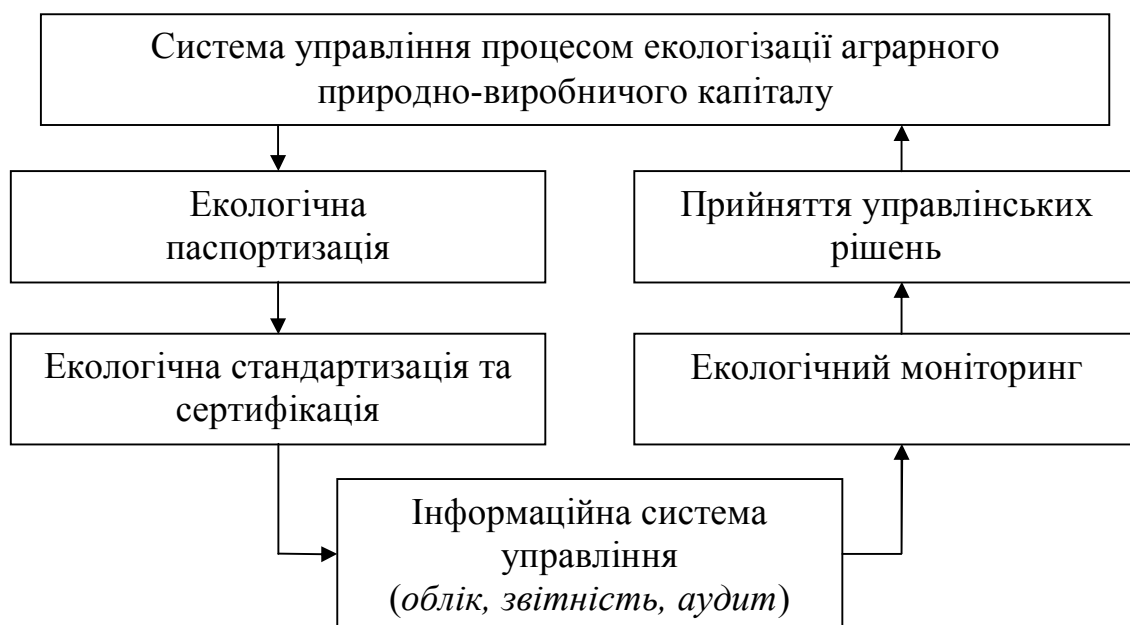 Система управління процесом екологізації аграрного
природно-виробничого капіталу
Екологічна
паспортизація
Прийняття управлінських
рішень
Екологічна стандартизація та
сертифікація
Екологічний моніторинг
Інформаційна система
управління
(облік, звітність, аудит)